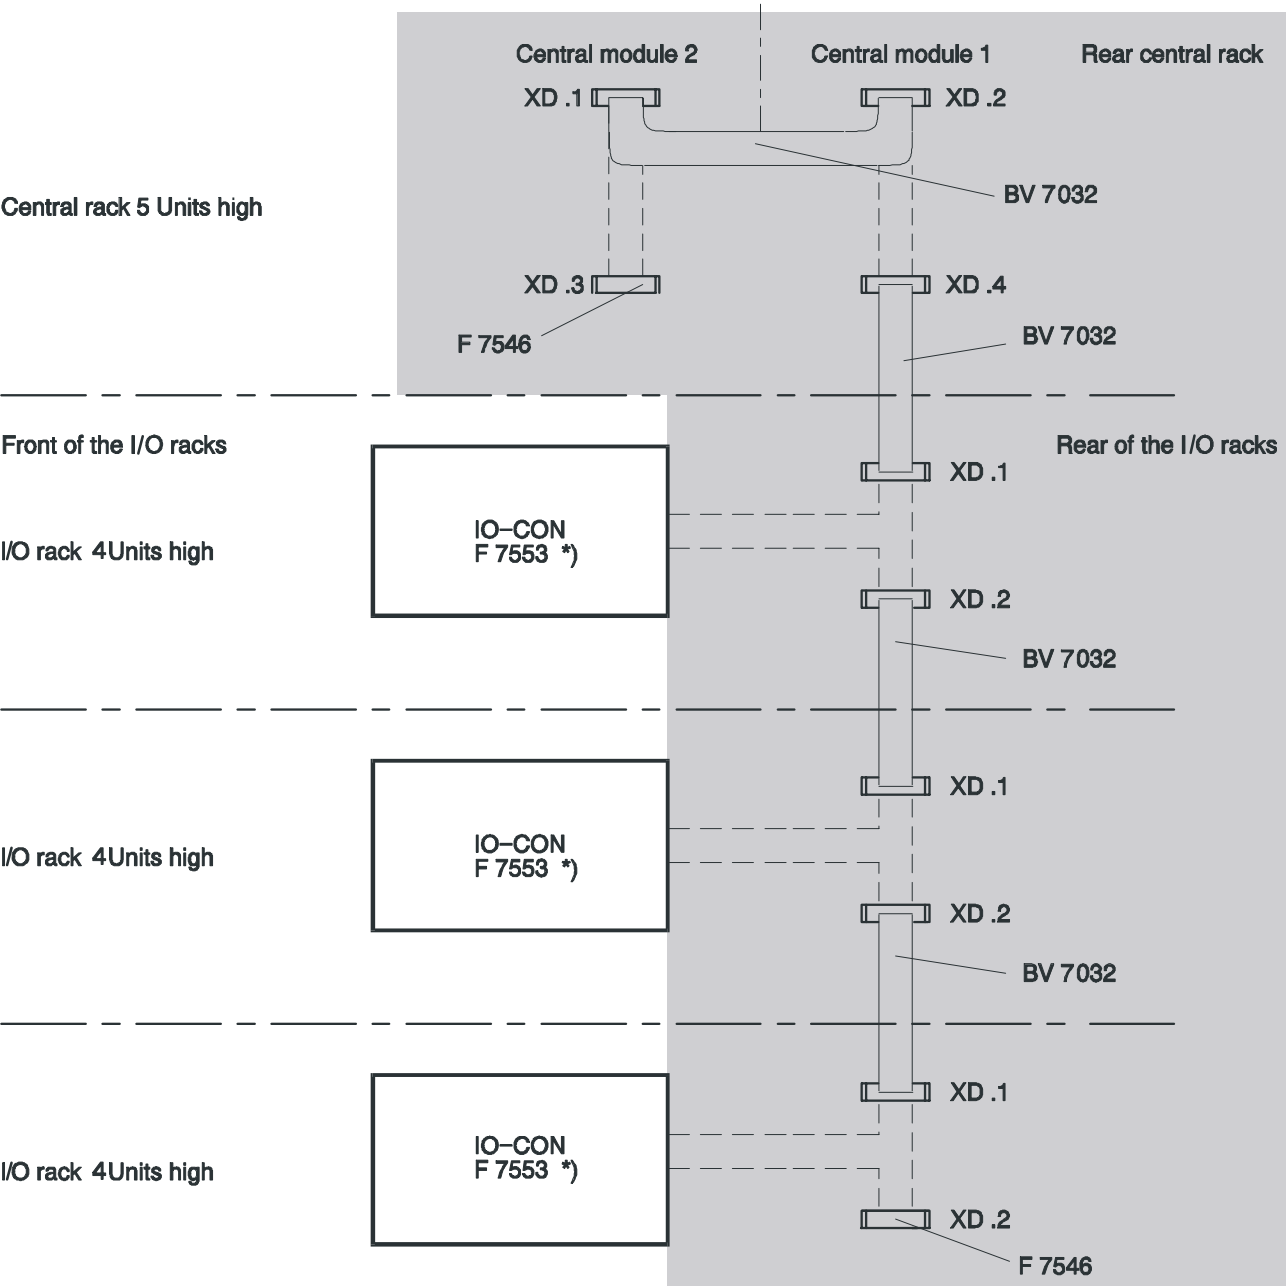 Central module 2
Central module 1
Rear central rack
XD .1
XD .2
BV 7032
Central rack 5 Units high
XD .3
XD .4
F 7546
BV 7032
Front of the I/O racks
Rear of the I/O racks
XD .1
IO-CON
F 7553 *)
I/O rack 4Units high
XD .2
BV 7032
XD .1
IO-CON
F 7553 *)
I/O rack 4Units high
XD .2
BV 7032
XD .1
IO-CON
F 7553 *)
I/O rack 4Units high
XD .2
F 7546